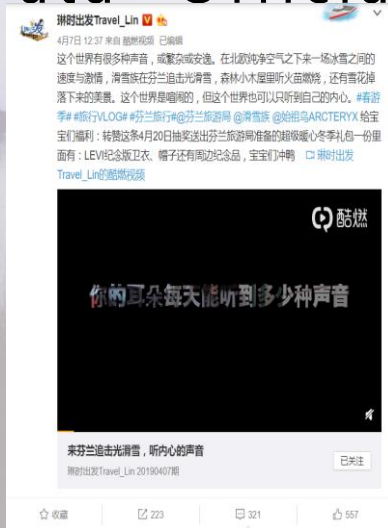 琳时出发Travel_Lin
4月7日 12:37 来自 酷燃视频 已编辑
这个世界有很多种声音，或繁杂或安逸。在北欧纯净空气之下来一场冰雪之间的
速度与激情，滑雪族在芬兰追击光滑雪，森林小木屋里听火苗燃烧，还有雪花掉
落下来的美景。这个世界是喧闹的，但这个世界也可以只听到自己的内心。#春游
季# #旅行VLOG# #芬兰旅行#@芬兰旅游局 @滑雪族 @始祖鸟ARCTERYX 给宝
宝们福利：转赞这条4月20日抽奖送出芬兰旅游局准备的超级暖心冬季礼包一份里
面有：LEVI纪念版卫衣、帽子还有周边纪念品，宝宝们冲鸭 琳时出发
Travel_Lin的酷燃视频
酷燃
你的耳朵每天能听到多少种声音
来芬兰追击光滑雪，听内心的声音
琳时出发Travel_Lin 20190407期
已关注
收藏 223 321 557